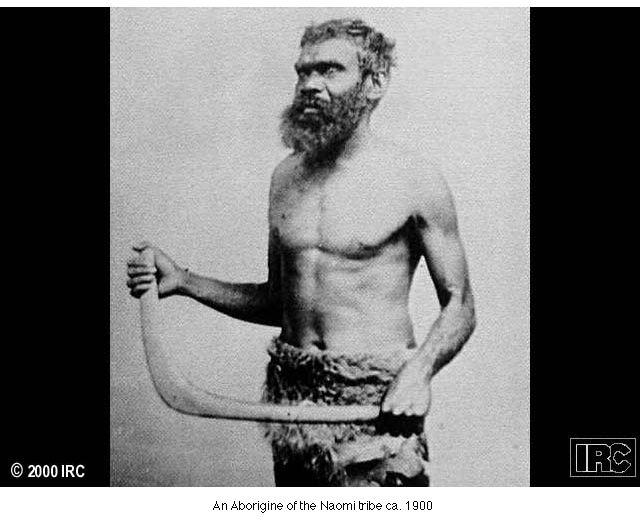 © 2000 IRC
IRC
An Aborigine of the Naomi tribe ca. 1900